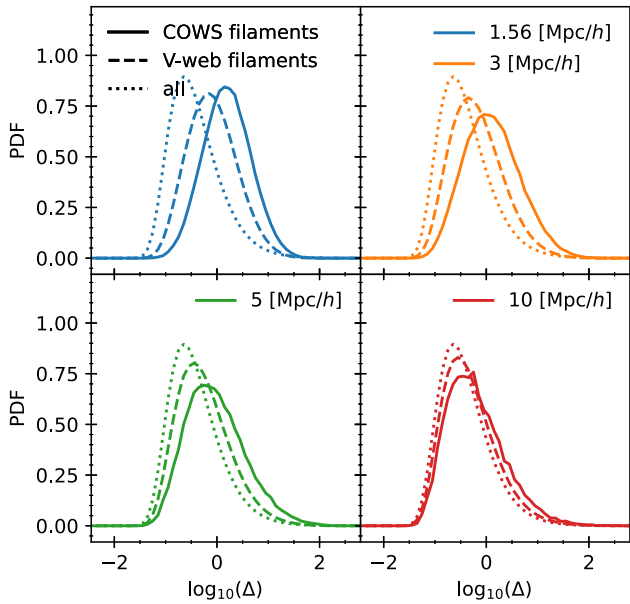 COWS filaments
V-web filaments
all
1.56 [Mpc/h]
3 [Mpc/h]
PDF
1.00
0.75
0.50
0.25
0.00
5 [Mpc/h]
10 [Mpc/h]
PDF
1.00
0.75
0.50
0.25
0.00
−2 0 2 −2 0 2
log₁₀(Δ) log₁₀(Δ)